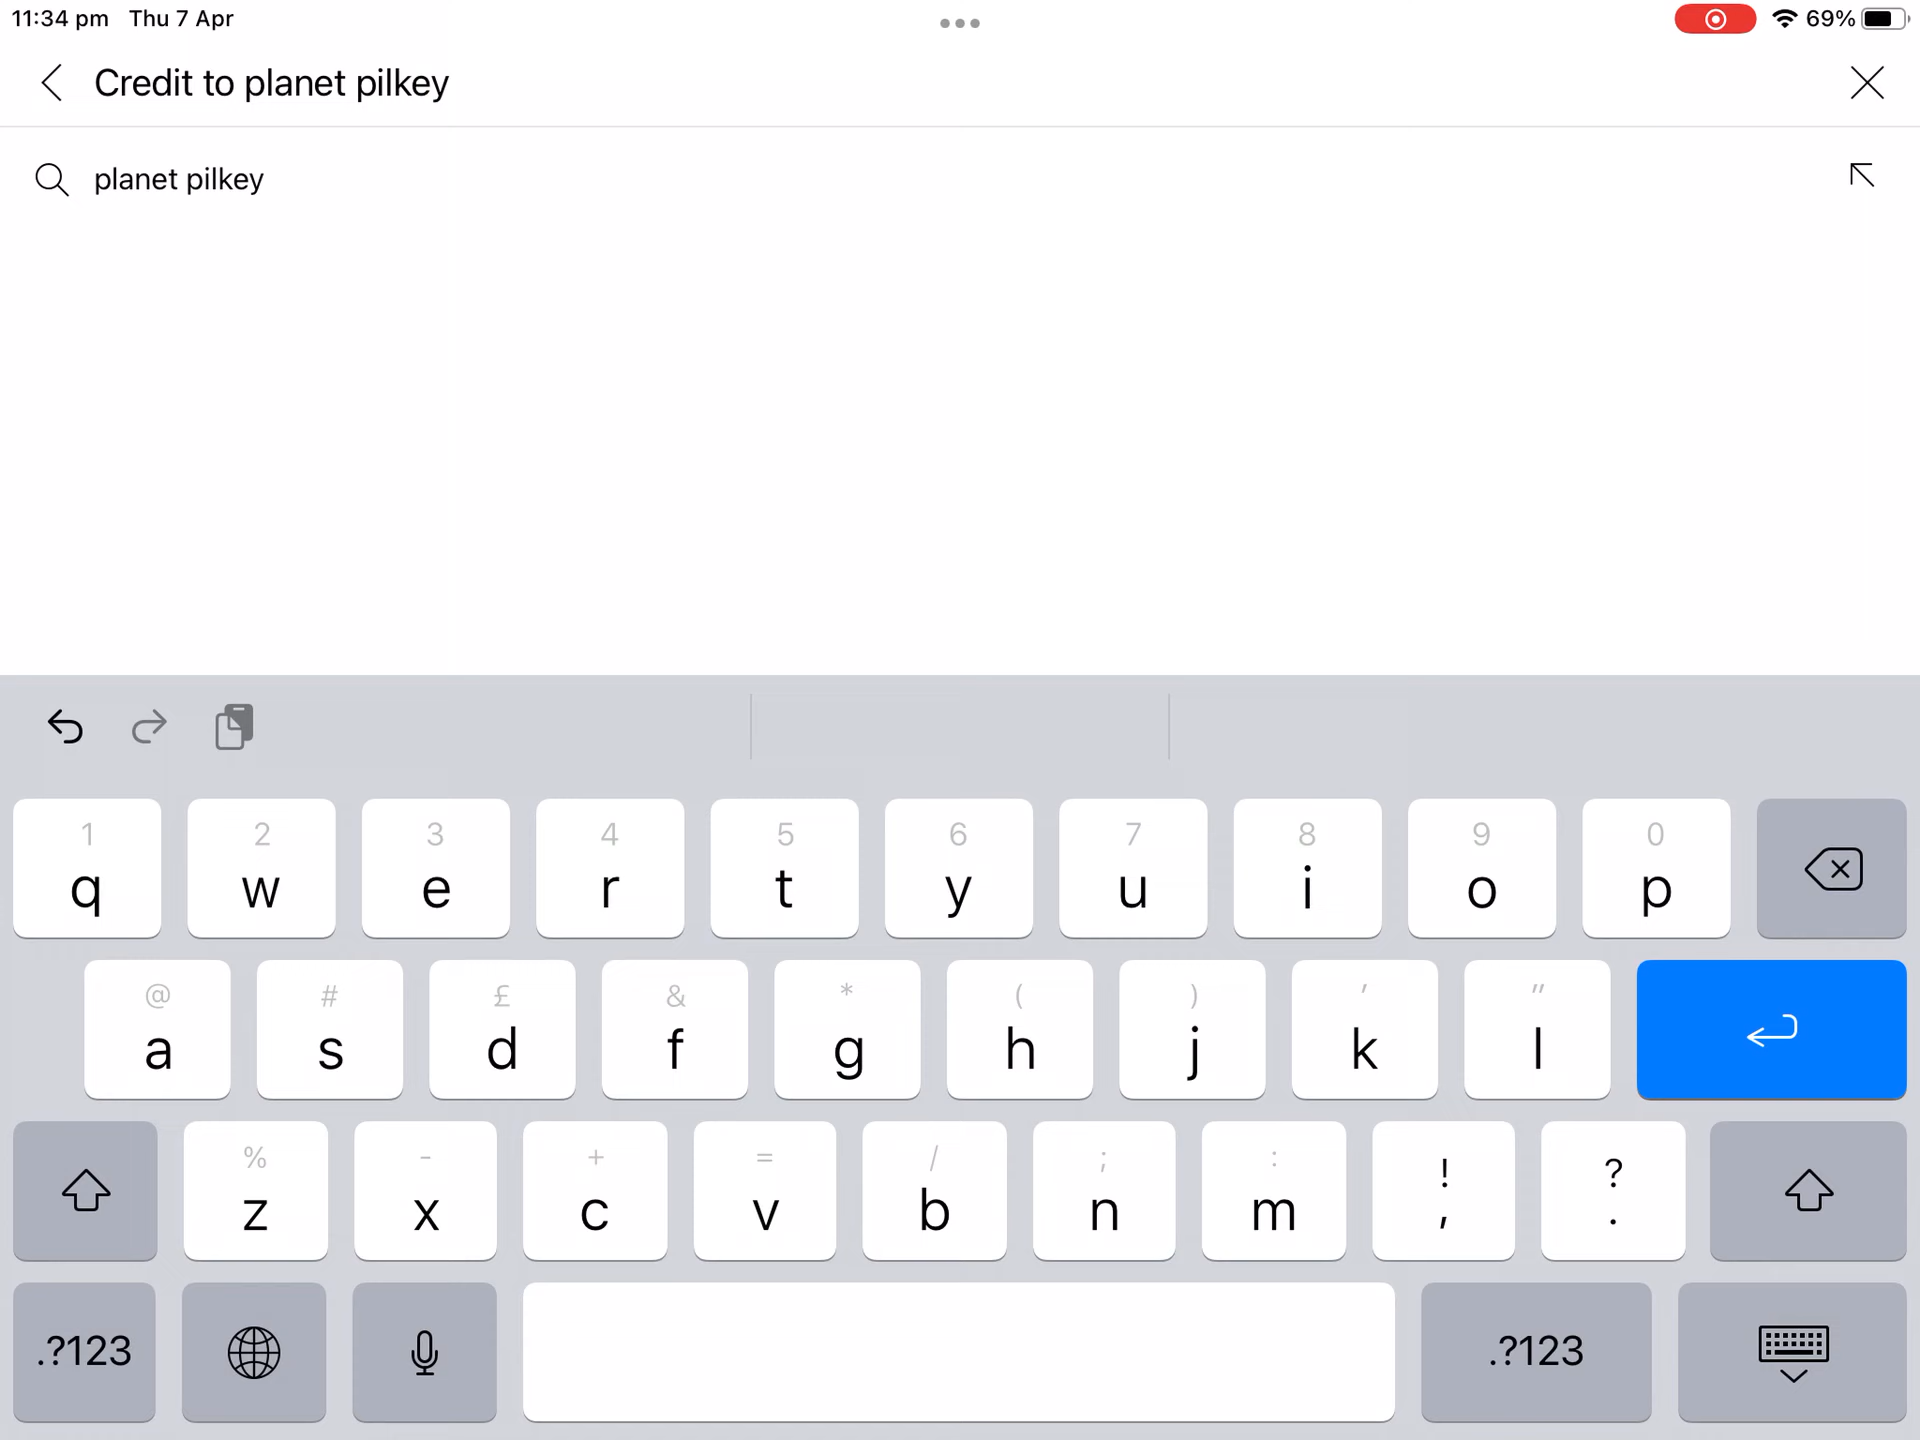 11:34 pm Thu 7 Apr 69%
Credit to planet pilkey
planet pilkey
1 2 3 4 5 6 7 8 9 0
q w e r t y u i o p
@ # £ & * ( ) ' "
a s d f g h j k l
% - + = / ; : ! ?
z x c v b n m , .
.?123 .?123